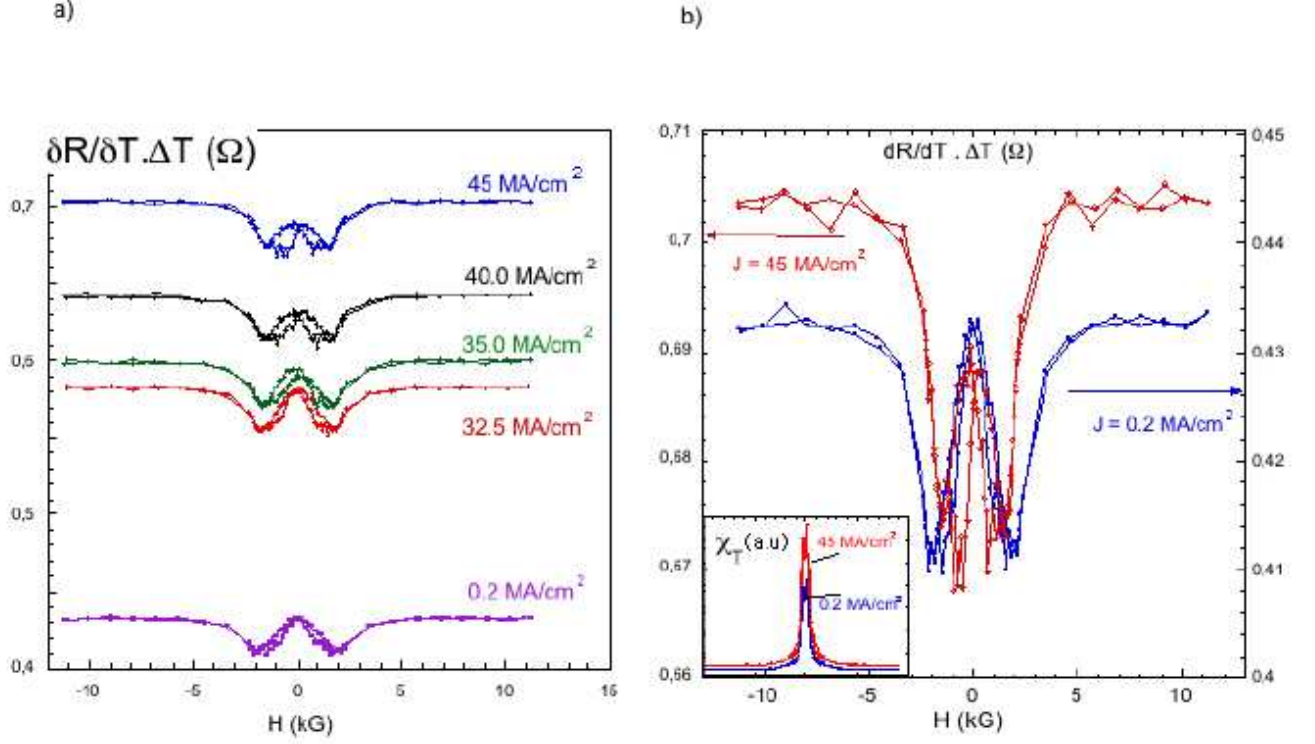 a)
δR/δT.ΔT (Ω)
45 MA/cm²
0,7
40.0 MA/cm²
35.0 MA/cm²
0,6
32.5 MA/cm²
0,5
0.2 MA/cm²
0,4
-10 -5 0 5 10 15
H (kG)
b)
0,71 0,45
dR/dT . ΔT (Ω)
0,7 0,44
J = 45 MA/cm²
0,69 0,43
J = 0.2 MA/cm²
0,68 0,42
χT(a.u)
45 MA/cm²
0,67 0,41
0.2 MA/cm²
0,66 0,4
-10 -5 0 5 10
H (kG)